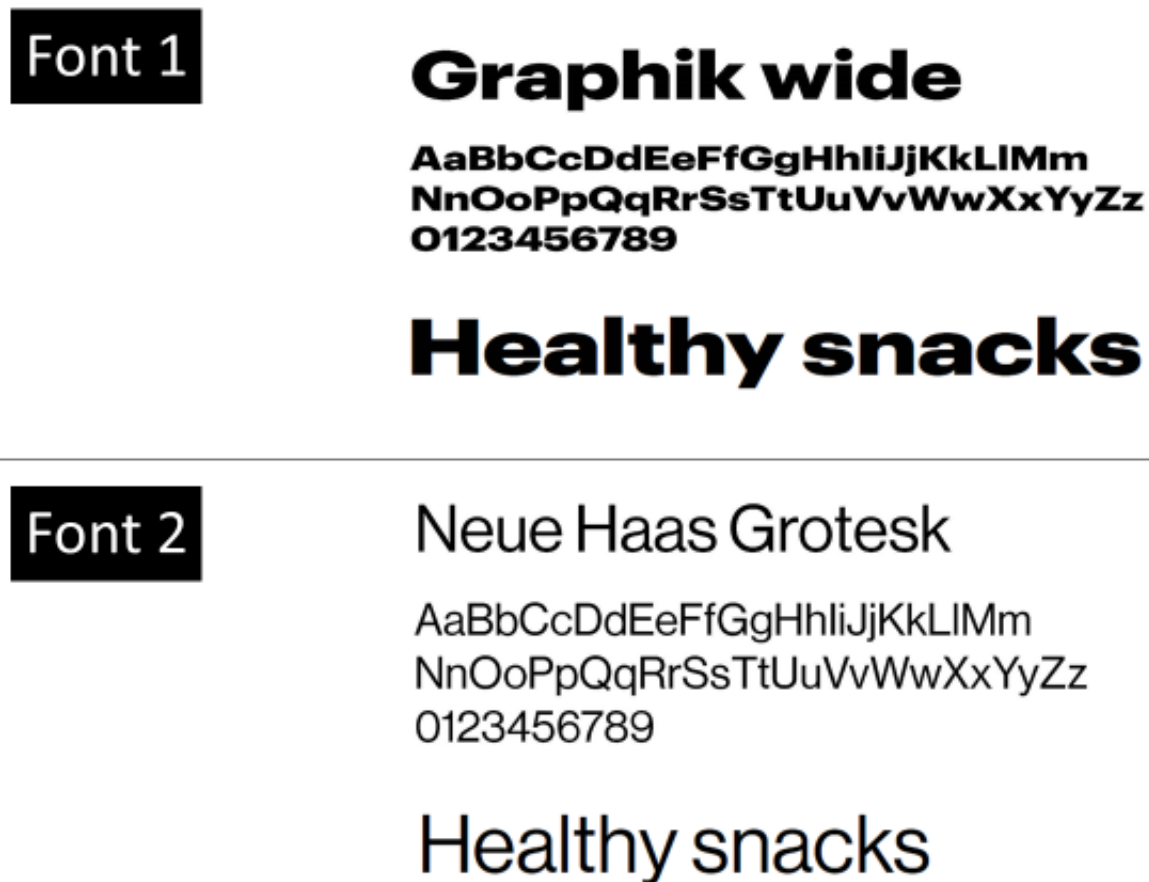 Font 1
Graphik wide
AaBbCcDdEeFfGgHhIiJjKkLlMm
NnOoPpQqRrSsTtUuVvWwXxYyZz
0123456789
Healthy snacks
Font 2
Neue Haas Grotesk
AaBbCcDdEeFfGgHhIiJjKkLlMm
NnOoPpQqRrSsTtUuVvWwXxYyZz
0123456789
Healthy snacks